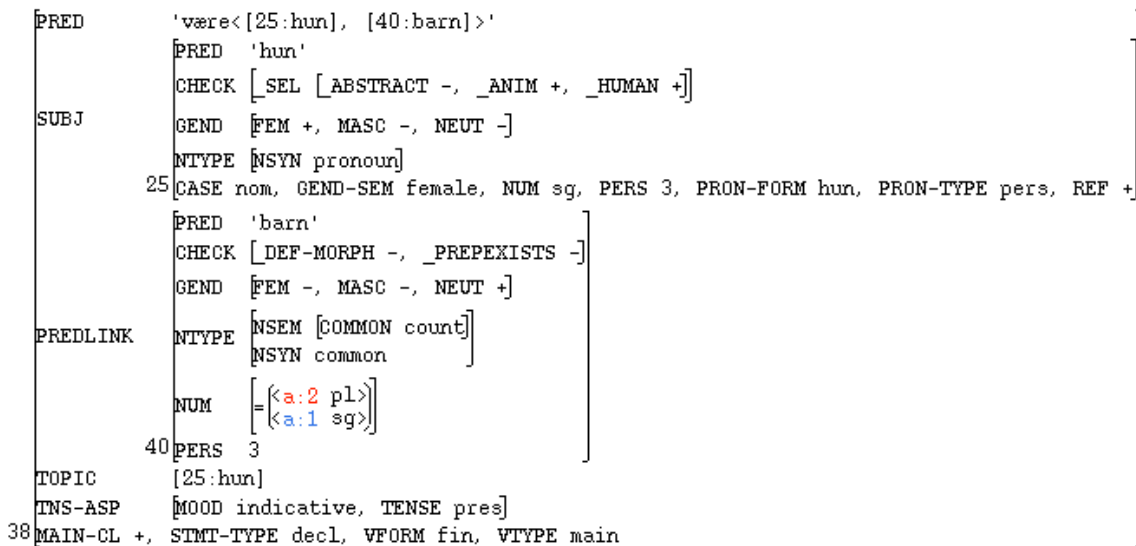 PRED 'være<[25:hun], [40:barn]>'
PRED 'hun'
CHECK [_SEL [_ABSTRACT -, _ANIM +, _HUMAN +]]
SUBJ GEND [FEM +, MASC -, NEUT -]
NTYPE [NSYN pronoun]
25 CASE nom, GEND-SEM female, NUM sg, PERS 3, PRON-FORM hun, PRON-TYPE pers, REF +
PRED 'barn'
CHECK [_DEF-MORPH -, _PREPEXISTS -]
GEND [FEM -, MASC -, NEUT +]
PREDLINK NTYPE [NSEM [COMMON count]
NSYN common]
NUM [= {<a:2 pl>
<a:1 sg>}]
40 PERS 3
TOPIC [25:hun]
TNS-ASP [MOOD indicative, TENSE pres]
38 MAIN-CL +, STMT-TYPE decl, VFORM fin, VTYPE main